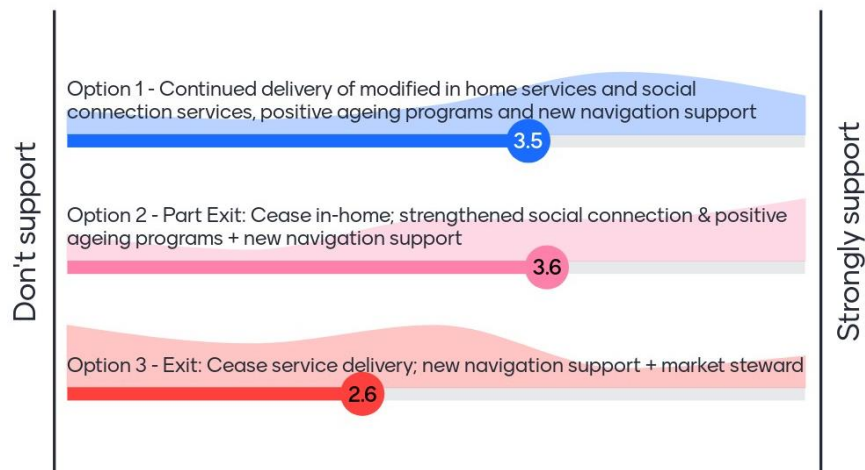 Don't support
Option 1 - Continued delivery of modified in home services and social
connection services, positive ageing programs and new navigation support
3.5
Option 2 - Part Exit: Cease in-home; strengthened social connection & positive
ageing programs + new navigation support
3.6
Option 3 - Exit: Cease service delivery; new navigation support + market steward
2.6
Strongly support